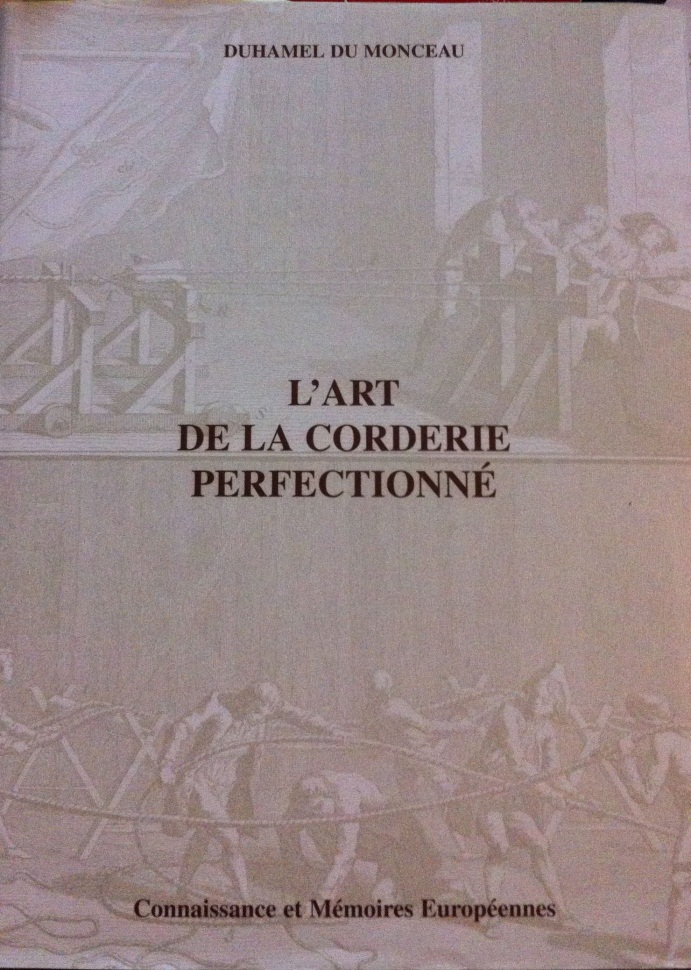 DUHAMEL DU MONCEAU
L'ART
DE LA CORDERIE
PERFECTIONNÉ
Connaissance et Mémoires Européennes